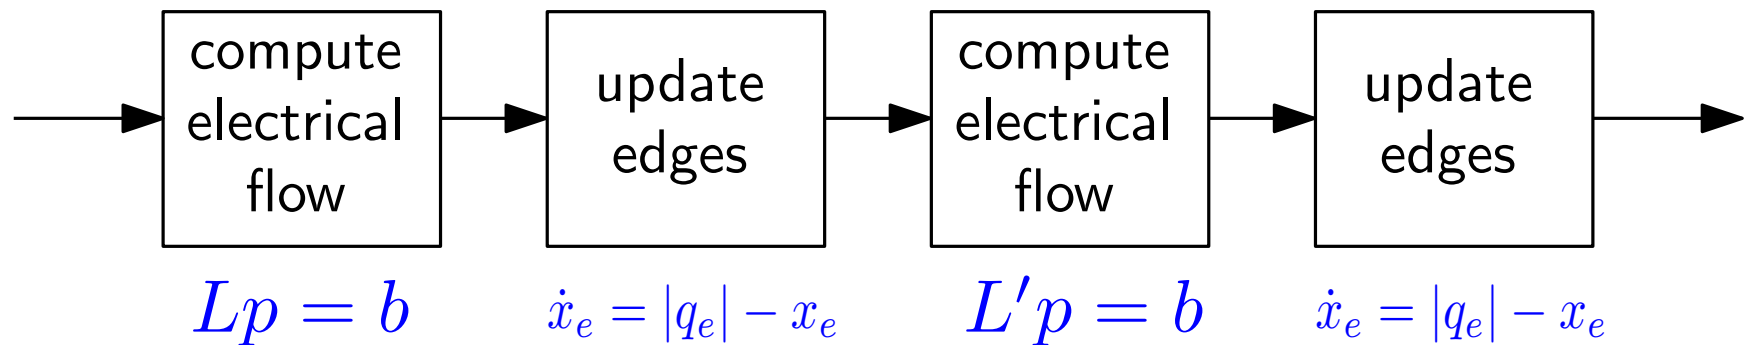 compute
electrical
flow
update
edges
compute
electrical
flow
update
edges
Lp = b
ẋ_e = |q_e| − x_e
L′p = b
ẋ_e = |q_e| − x_e